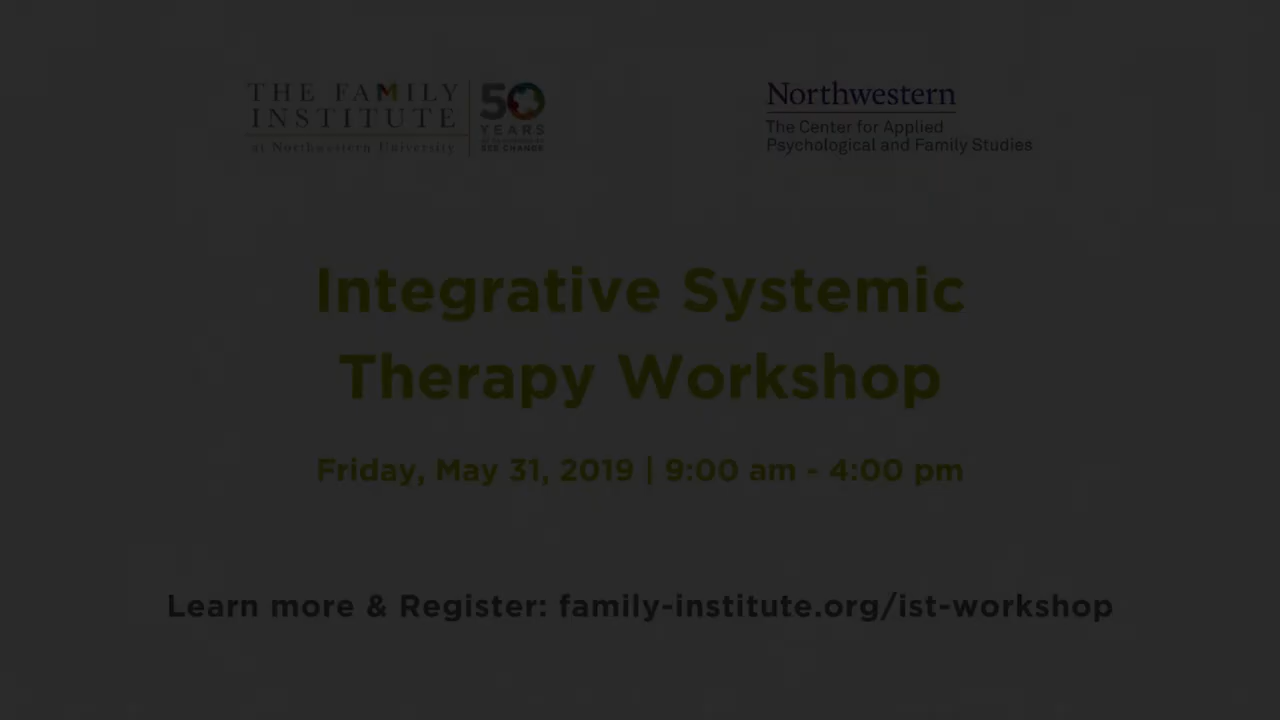 THE FAMILY
INSTITUTE
at Northwestern University
50
YEARS
SEE CHANGE
Northwestern
The Center for Applied
Psychological and Family Studies
Integrative Systemic
Therapy Workshop
Friday, May 31, 2019 | 9:00 am - 4:00 pm
Learn more & Register: family-institute.org/ist-workshop